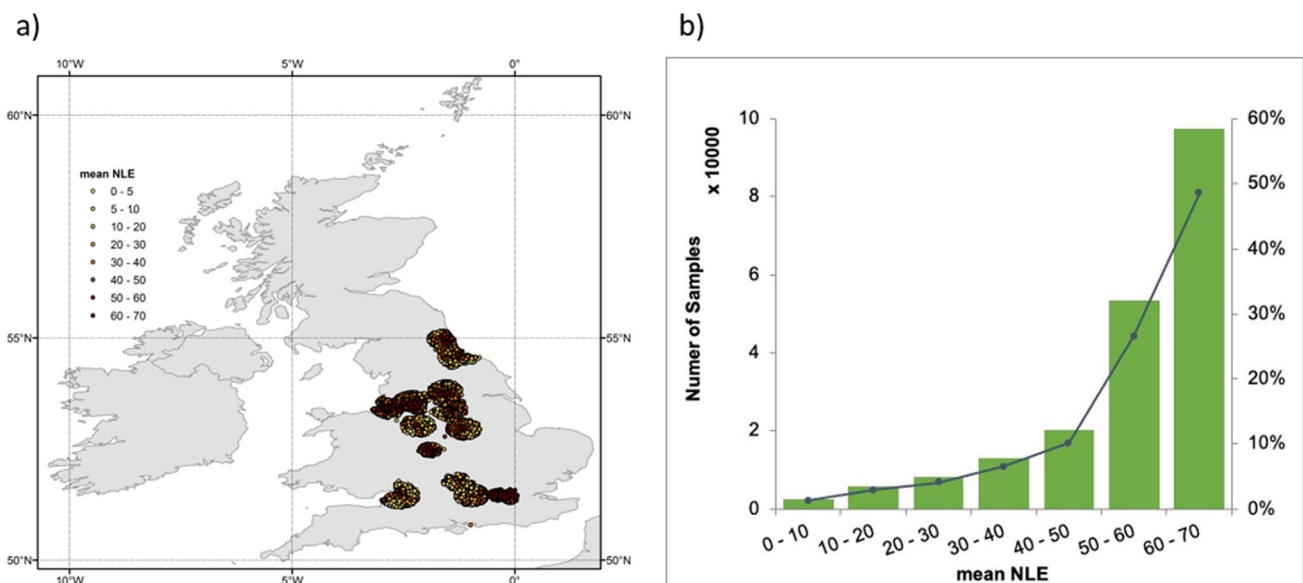 a)
10°W 5°W 0°
60°N 60°N
mean NLE
0 - 5
5 - 10
10 - 20
20 - 30
30 - 40
40 - 50
50 - 60
60 - 70
55°N 55°N
50°N 50°N
10°W 5°W 0°
b)
x 10000
Numer of Samples
10
8
6
4
2
0
60%
50%
40%
30%
20%
10%
0%
0 - 10
10 - 20
20 - 30
30 - 40
40 - 50
50 - 60
60 - 70
mean NLE